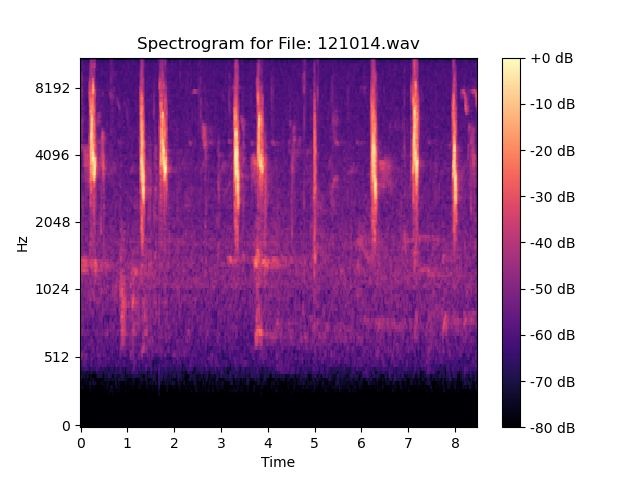 Spectrogram for File: 121014.wav
Hz
8192
4096
2048
1024
512
0
0 1 2 3 4 5 6 7 8
Time
+0 dB
-10 dB
-20 dB
-30 dB
-40 dB
-50 dB
-60 dB
-70 dB
-80 dB